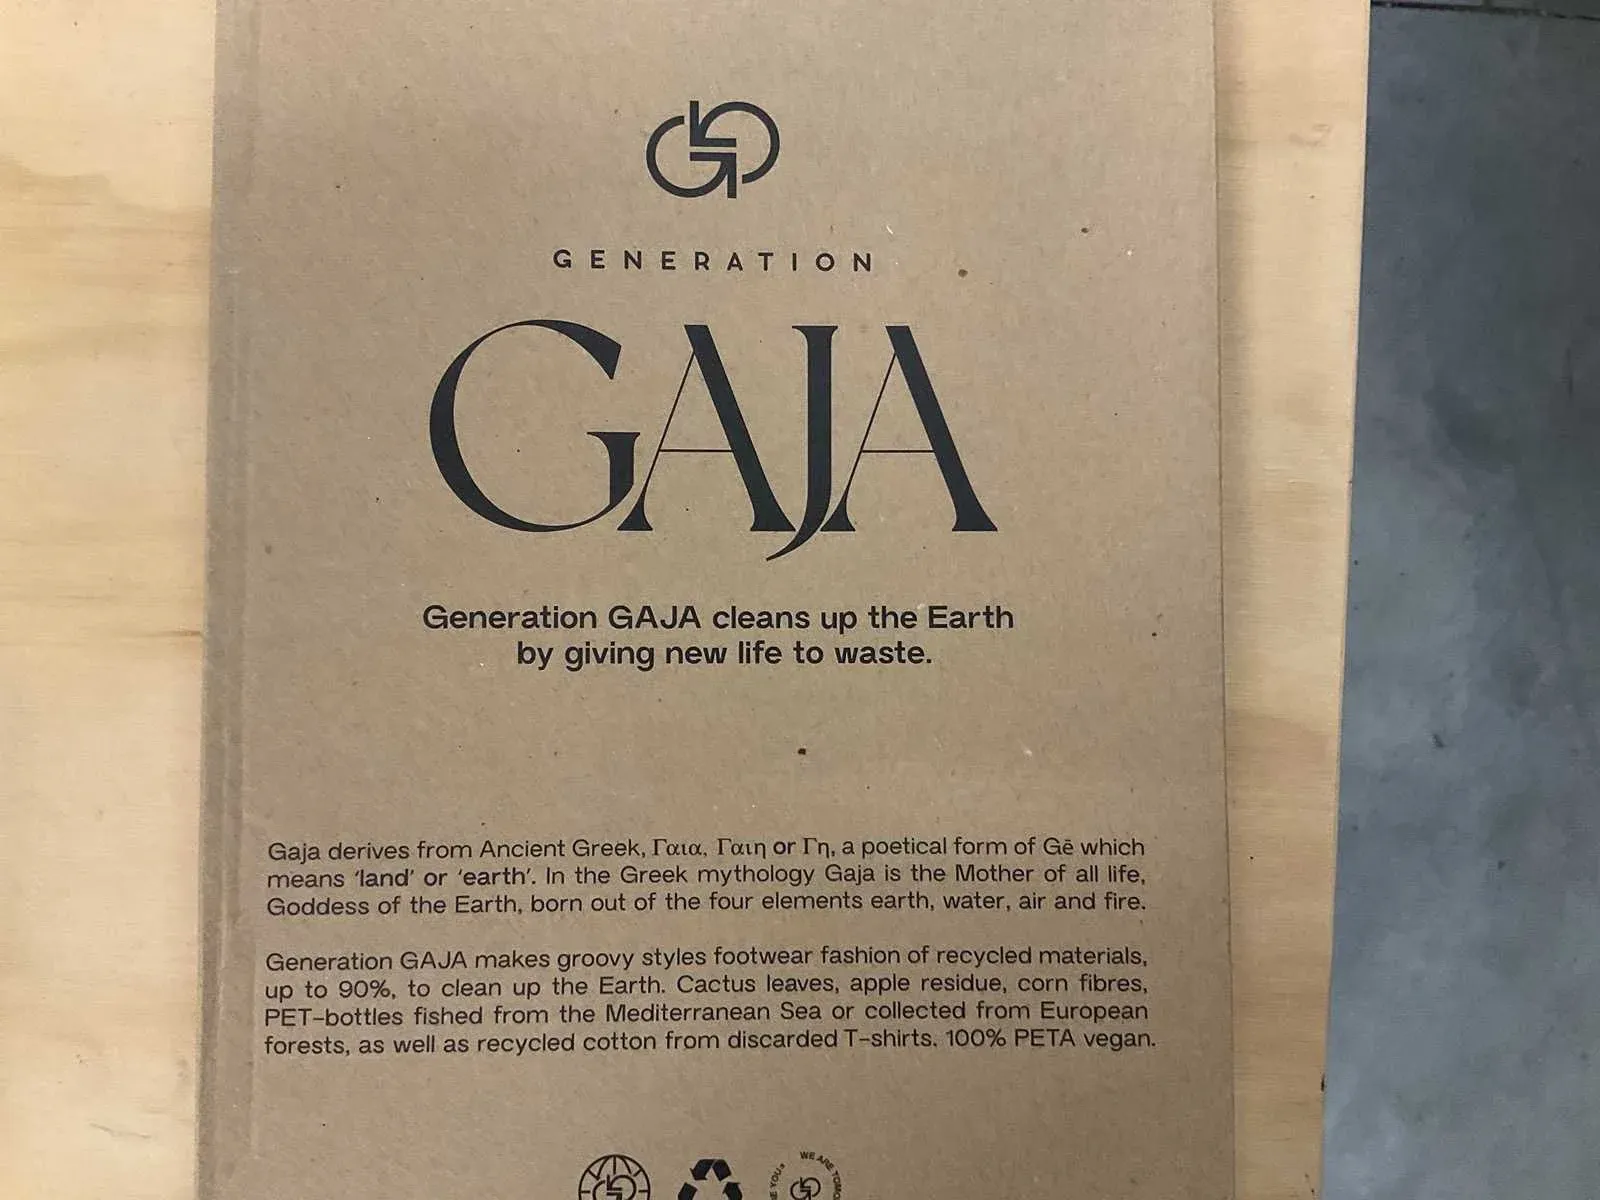 GENERATION
GAJA
Generation GAJA cleans up the Earth
by giving new life to waste.
Gaja derives from Ancient Greek, Γαια, Γαιη or Γη, a poetical form of Gē which
means ‘land’ or ‘earth’. In the Greek mythology Gaja is the Mother of all life,
Goddess of the Earth, born out of the four elements earth, water, air and fire.
Generation GAJA makes groovy styles footwear fashion of recycled materials,
up to 90%, to clean up the Earth. Cactus leaves, apple residue, corn fibres,
PET-bottles fished from the Mediterranean Sea or collected from European
forests, as well as recycled cotton from discarded T-shirts. 100% PETA vegan.
WE ARE
YOU